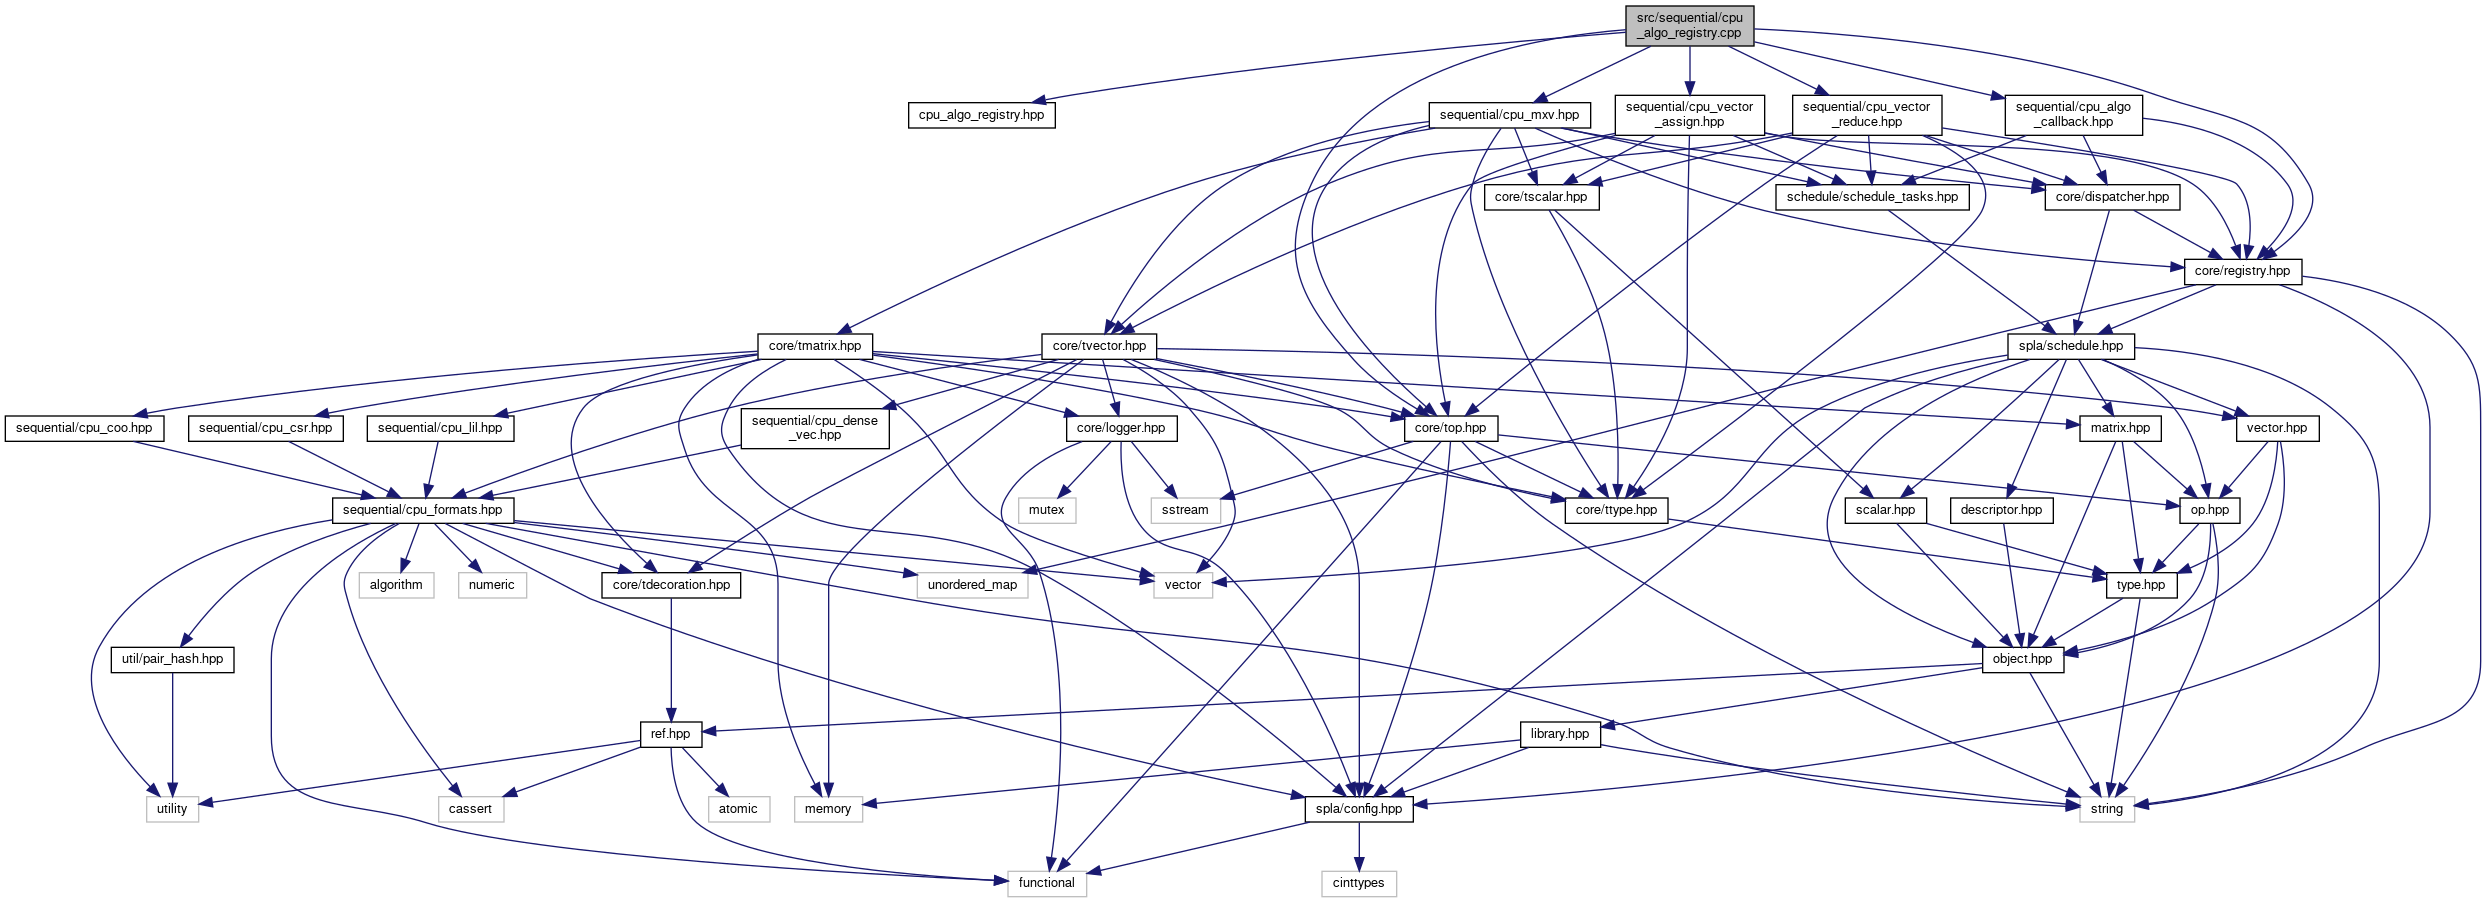 src/sequential/cpu
_algo_registry.cpp
cpu_algo_registry.hpp
sequential/cpu_mxv.hpp
sequential/cpu_vector
_assign.hpp
sequential/cpu_vector
_reduce.hpp
sequential/cpu_algo
_callback.hpp
core/tscalar.hpp
schedule/schedule_tasks.hpp
core/dispatcher.hpp
core/registry.hpp
core/tmatrix.hpp
core/tvector.hpp
spla/schedule.hpp
sequential/cpu_coo.hpp
sequential/cpu_csr.hpp
sequential/cpu_lil.hpp
sequential/cpu_dense
_vec.hpp
core/logger.hpp
core/top.hpp
matrix.hpp
vector.hpp
sequential/cpu_formats.hpp
mutex
sstream
core/ttype.hpp
scalar.hpp
descriptor.hpp
op.hpp
algorithm
numeric
core/tdecoration.hpp
unordered_map
vector
type.hpp
util/pair_hash.hpp
object.hpp
ref.hpp
library.hpp
utility
cassert
atomic
memory
spla/config.hpp
string
functional
cinttypes